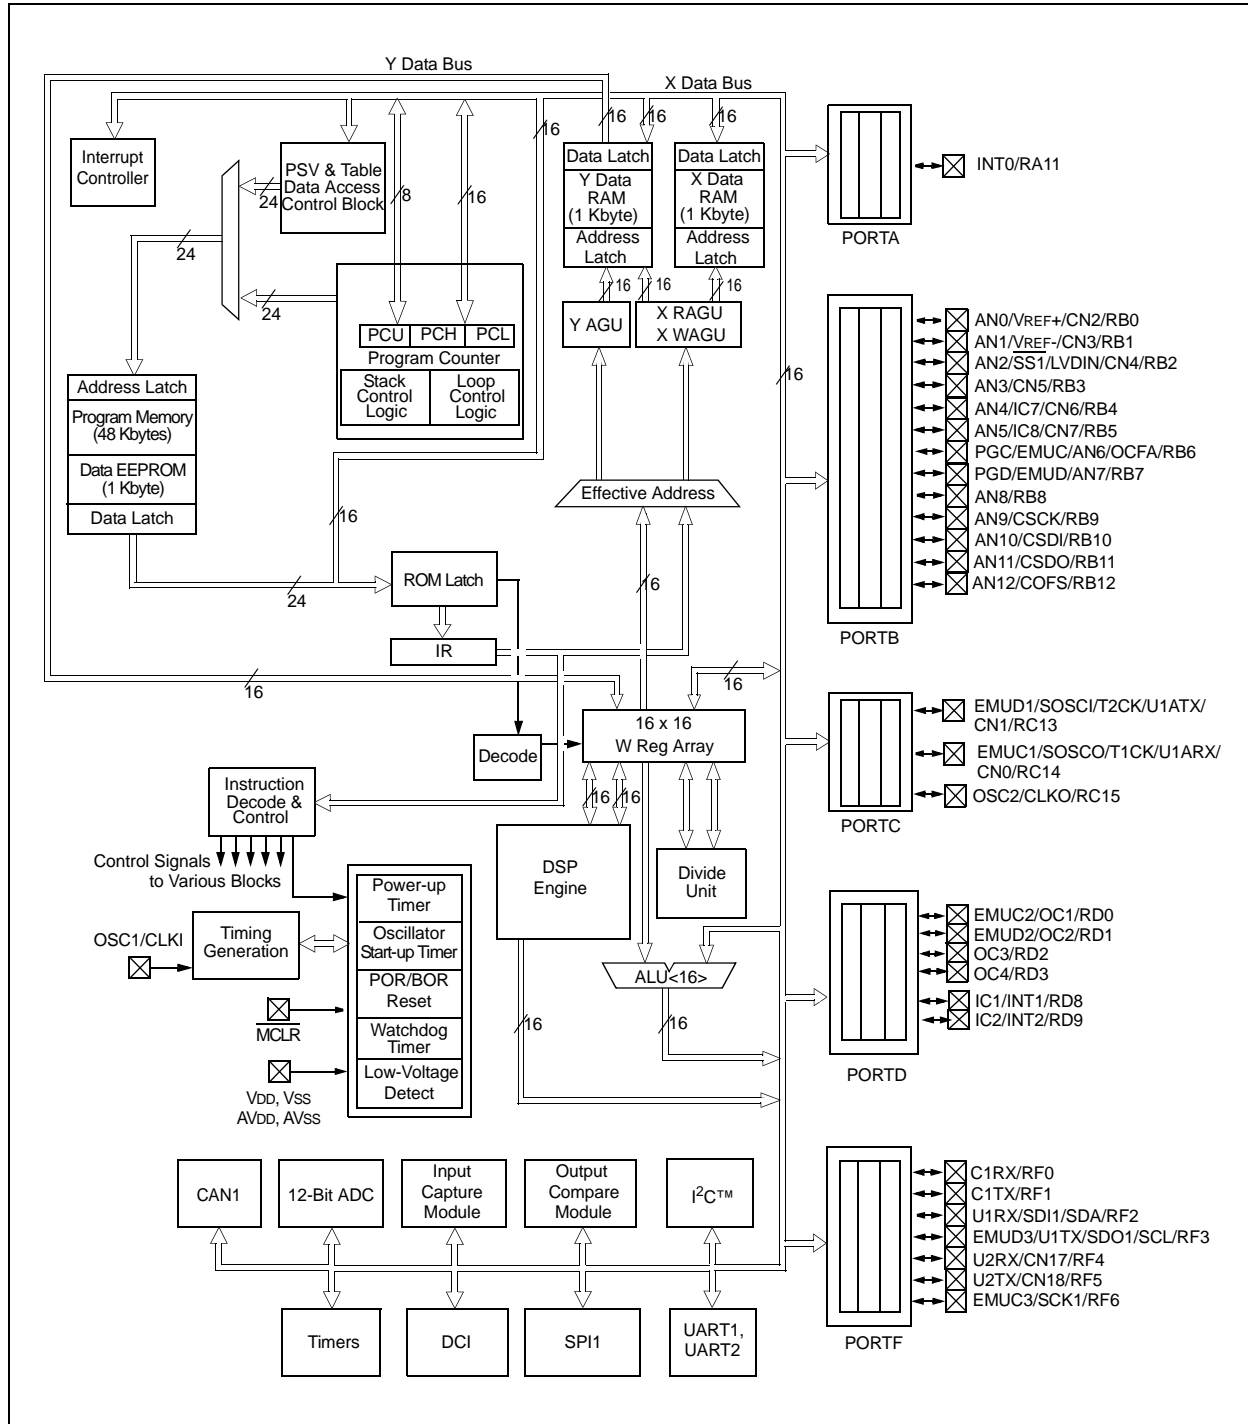 Y Data Bus
X Data Bus
16
16
16
16
Interrupt
Controller
PSV & Table
Data Access
Control Block
24
8
16
24
24
Data Latch
Y Data
RAM
(1 Kbyte)
Address
Latch
Data Latch
X Data
RAM
(1 Kbyte)
Address
Latch
16
16
16
Y AGU
X RAGU
X WAGU
PCU
PCH
PCL
Program Counter
Stack
Control
Logic
Loop
Control
Logic
Address Latch
Program Memory
(48 Kbytes)
Data EEPROM
(1 Kbyte)
Data Latch
16
Effective Address
16
24
ROM Latch
16
IR
16
16
16 x 16
W Reg Array
Decode
Instruction
Decode &
Control
16
16
Control Signals
to Various Blocks
DSP
Engine
Divide
Unit
Power-up
Timer
Oscillator
Start-up Timer
POR/BOR
Reset
Watchdog
Timer
Low-Voltage
Detect
OSC1/CLKI
Timing
Generation
MCLR
VDD, VSS
AVDD, AVSS
ALU<16>
16
16
CAN1
12-Bit ADC
Input
Capture
Module
Output
Compare
Module
I2C™
Timers
DCI
SPI1
UART1,
UART2
INT0/RA11
PORTA
AN0/VREF+/CN2/RB0
AN1/VREF-/CN3/RB1
AN2/SS1/LVDIN/CN4/RB2
AN3/CN5/RB3
AN4/IC7/CN6/RB4
AN5/IC8/CN7/RB5
PGC/EMUC/AN6/OCFA/RB6
PGD/EMUD/AN7/RB7
AN8/RB8
AN9/CSCK/RB9
AN10/CSDI/RB10
AN11/CSDO/RB11
AN12/COFS/RB12
PORTB
EMUD1/SOSCI/T2CK/U1ATX/
CN1/RC13
EMUC1/SOSCO/T1CK/U1ARX/
CN0/RC14
OSC2/CLKO/RC15
PORTC
EMUC2/OC1/RD0
EMUD2/OC2/RD1
OC3/RD2
OC4/RD3
IC1/INT1/RD8
IC2/INT2/RD9
PORTD
C1RX/RF0
C1TX/RF1
U1RX/SDI1/SDA/RF2
EMUD3/U1TX/SDO1/SCL/RF3
U2RX/CN17/RF4
U2TX/CN18/RF5
EMUC3/SCK1/RF6
PORTF